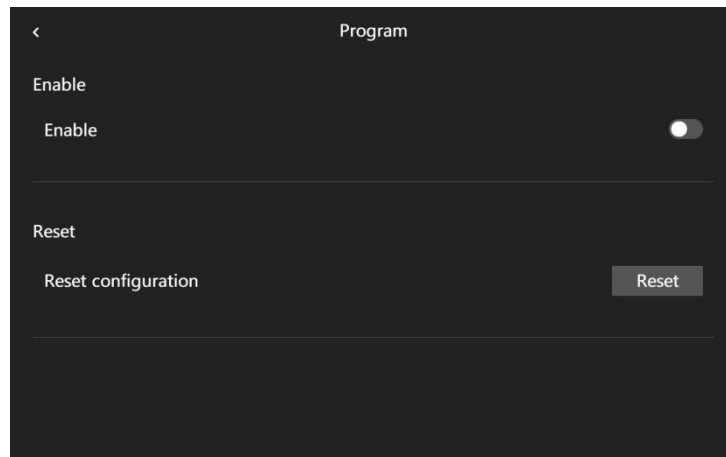 Program
Enable
Enable
Reset
Reset configuration
Reset